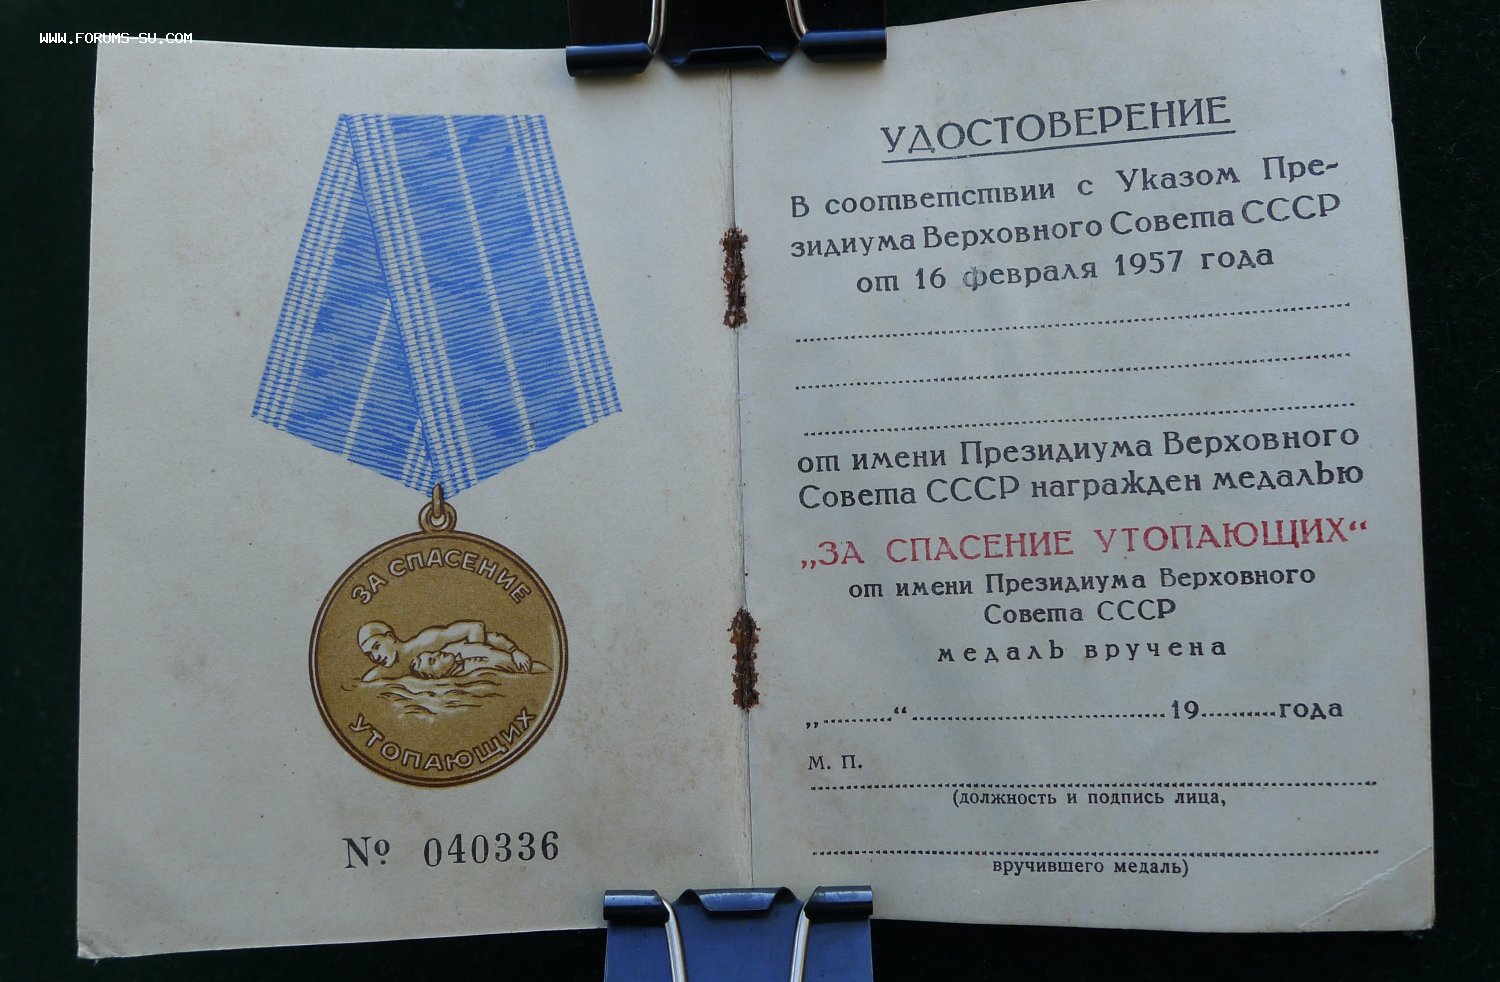 www.forums-su.com
ЗА СПАСЕНИЕ
УТОПАЮЩИХ
№ 040336
УДОСТОВЕРЕНИЕ
В соответствии с Указом Пре-
зидиума Верховного Совета СССР
от 16 февраля 1957 года
от имени Президиума Верховного
Совета СССР награжден медалью
„ЗА СПАСЕНИЕ УТОПАЮЩИХ“
от имени Президиума Верховного
Совета СССР
медаль вручена
„..........“.................................19..........года
М. П.
(должность и подпись лица,
вручившего медаль)